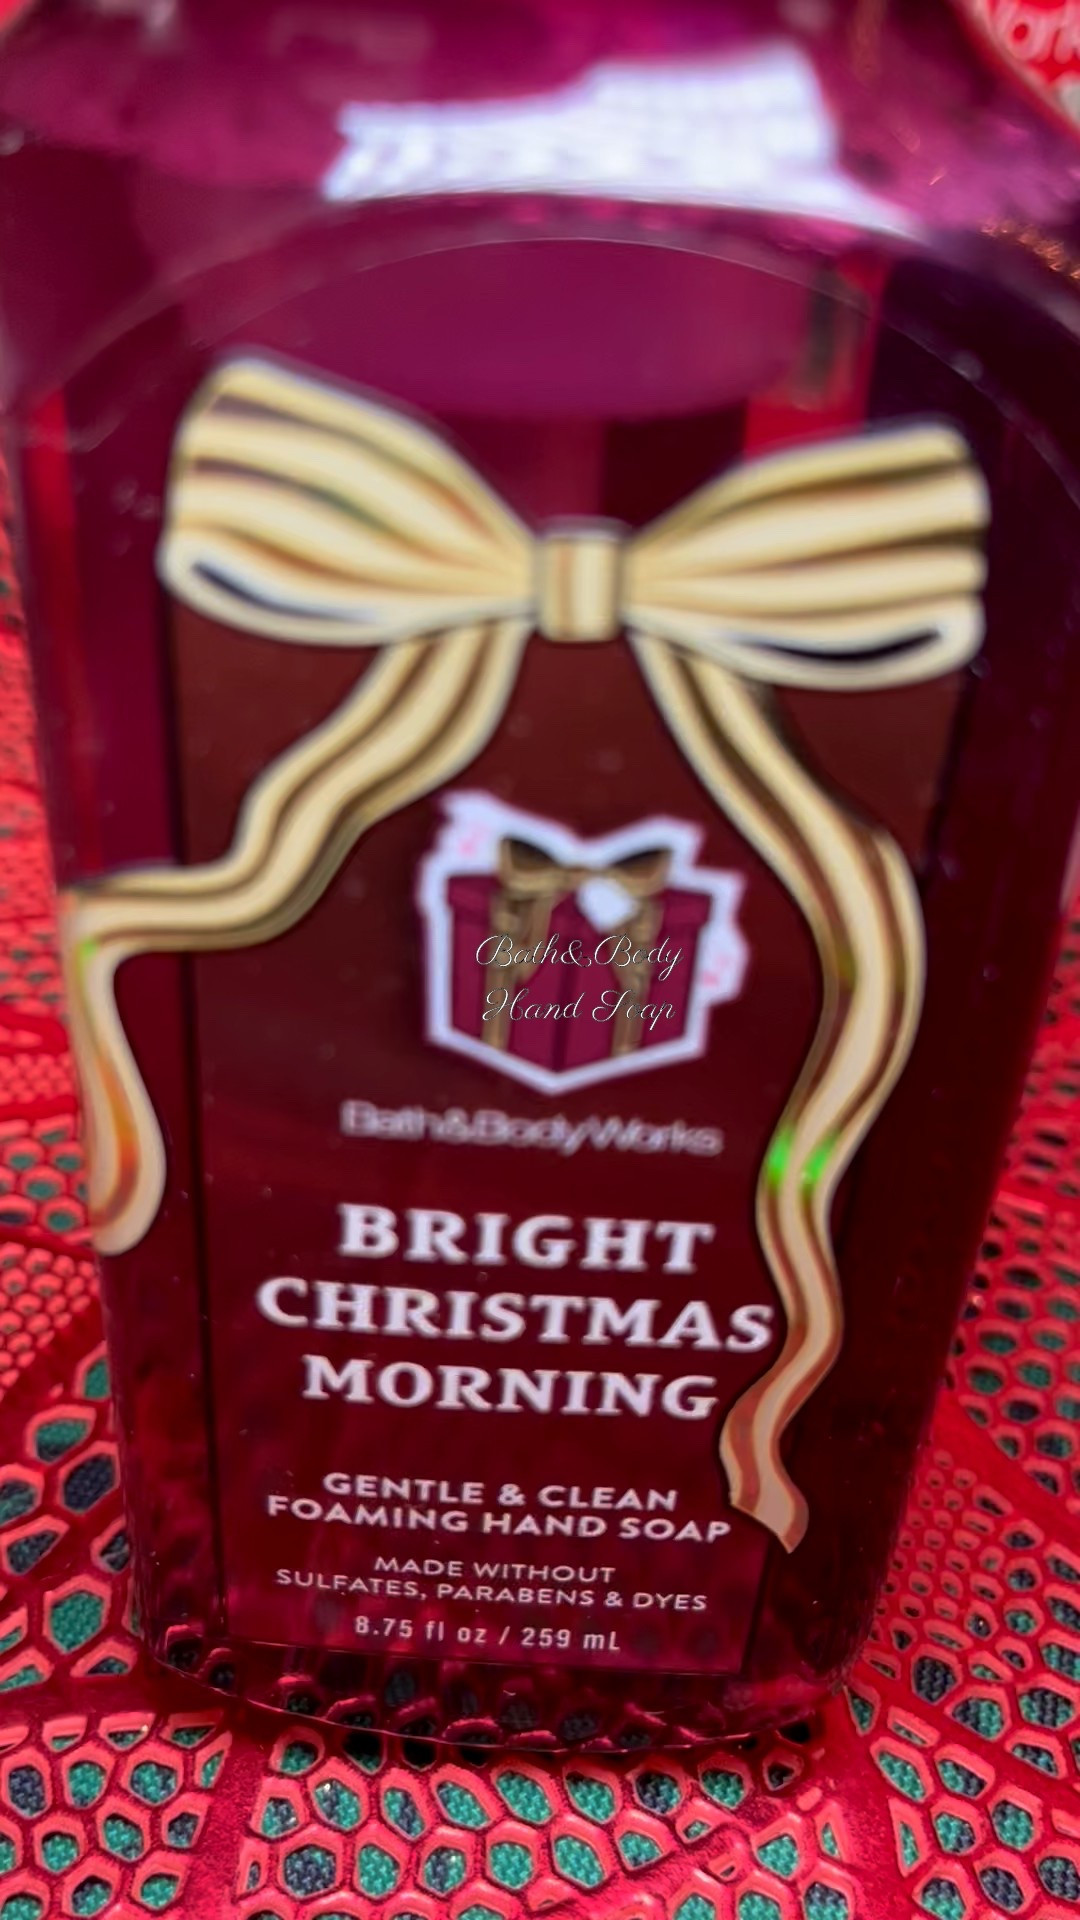 Bath&Body
Hand Soap
Bath&BodyWorks
BRIGHT
CHRISTMAS
MORNING
GENTLE & CLEAN
FOAMING HAND SOAP
MADE WITHOUT
SULFATES, PARABENS & DYES
8.75 fl oz / 259 mL